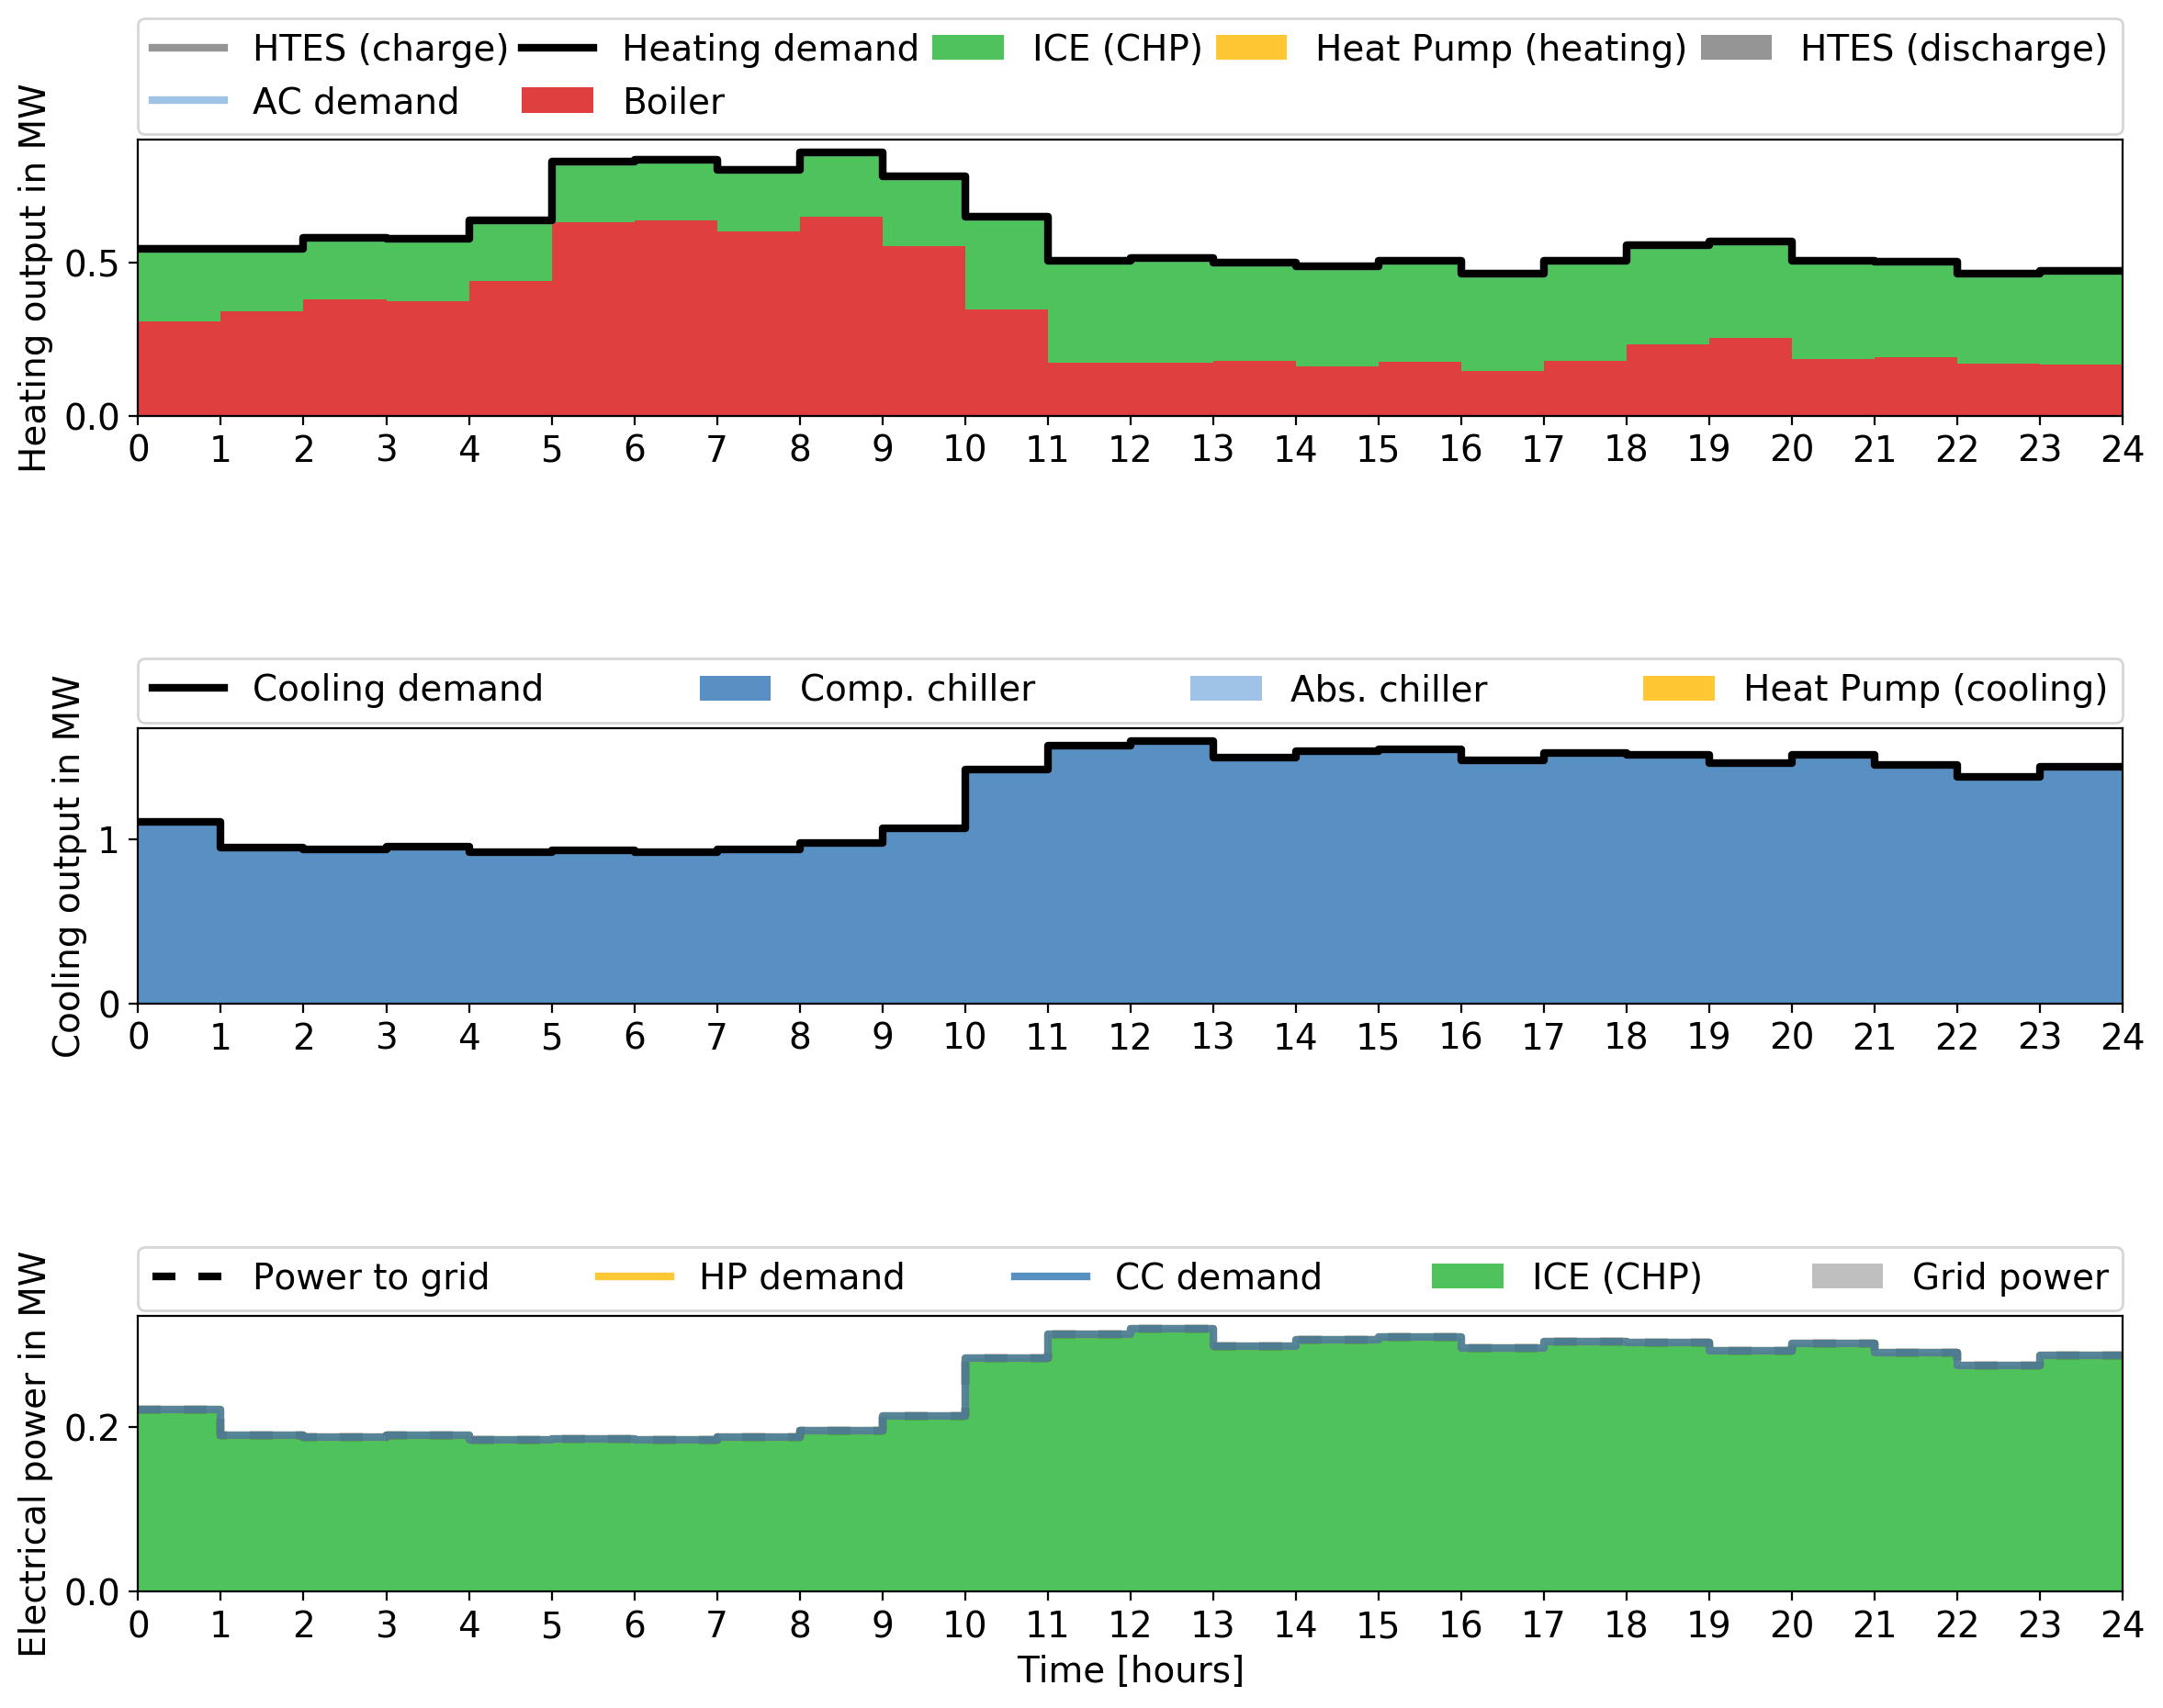 HTES (charge) Heating demand ICE (CHP) Heat Pump (heating) HTES (discharge)
AC demand Boiler
Heating output in MW
0.5
0.0
0 1 2 3 4 5 6 7 8 9 10 11 12 13 14 15 16 17 18 19 20 21 22 23 24
Cooling demand Comp. chiller Abs. chiller Heat Pump (cooling)
Cooling output in MW
1
0
0 1 2 3 4 5 6 7 8 9 10 11 12 13 14 15 16 17 18 19 20 21 22 23 24
Power to grid HP demand CC demand ICE (CHP) Grid power
Electrical power in MW
0.2
0.0
0 1 2 3 4 5 6 7 8 9 10 11 12 13 14 15 16 17 18 19 20 21 22 23 24
Time [hours]